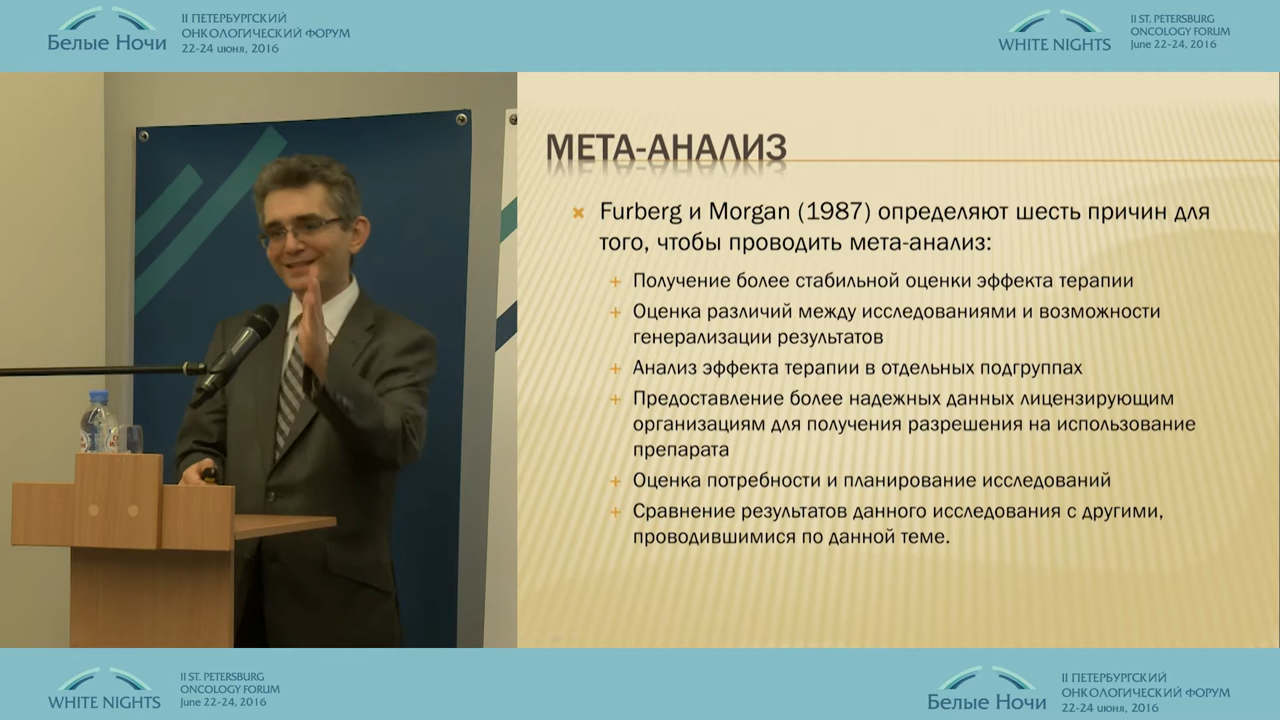 Белые Ночи
II ПЕТЕРБУРГСКИЙ
ОНКОЛОГИЧЕСКИЙ ФОРУМ
22-24 июня, 2016
WHITE NIGHTS
II ST. PETERSBURG
ONCOLOGY FORUM
June 22-24, 2016
МЕТА-АНАЛИЗ
Furberg и Morgan (1987) определяют шесть причин для
того, чтобы проводить мета-анализ:
Получение более стабильной оценки эффекта терапии
Оценка различий между исследованиями и возможности
генерализации результатов
Анализ эффекта терапии в отдельных подгруппах
Предоставление более надежных данных лицензирующим
организациям для получения разрешения на использование
препарата
Оценка потребности и планирование исследований
Сравнение результатов данного исследования с другими,
проводившимися по данной теме.
WHITE NIGHTS
II ST. PETERSBURG
ONCOLOGY FORUM
June 22-24, 2016
Белые Ночи
II ПЕТЕРБУРГСКИЙ
ОНКОЛОГИЧЕСКИЙ ФОРУМ
22-24 июня, 2016